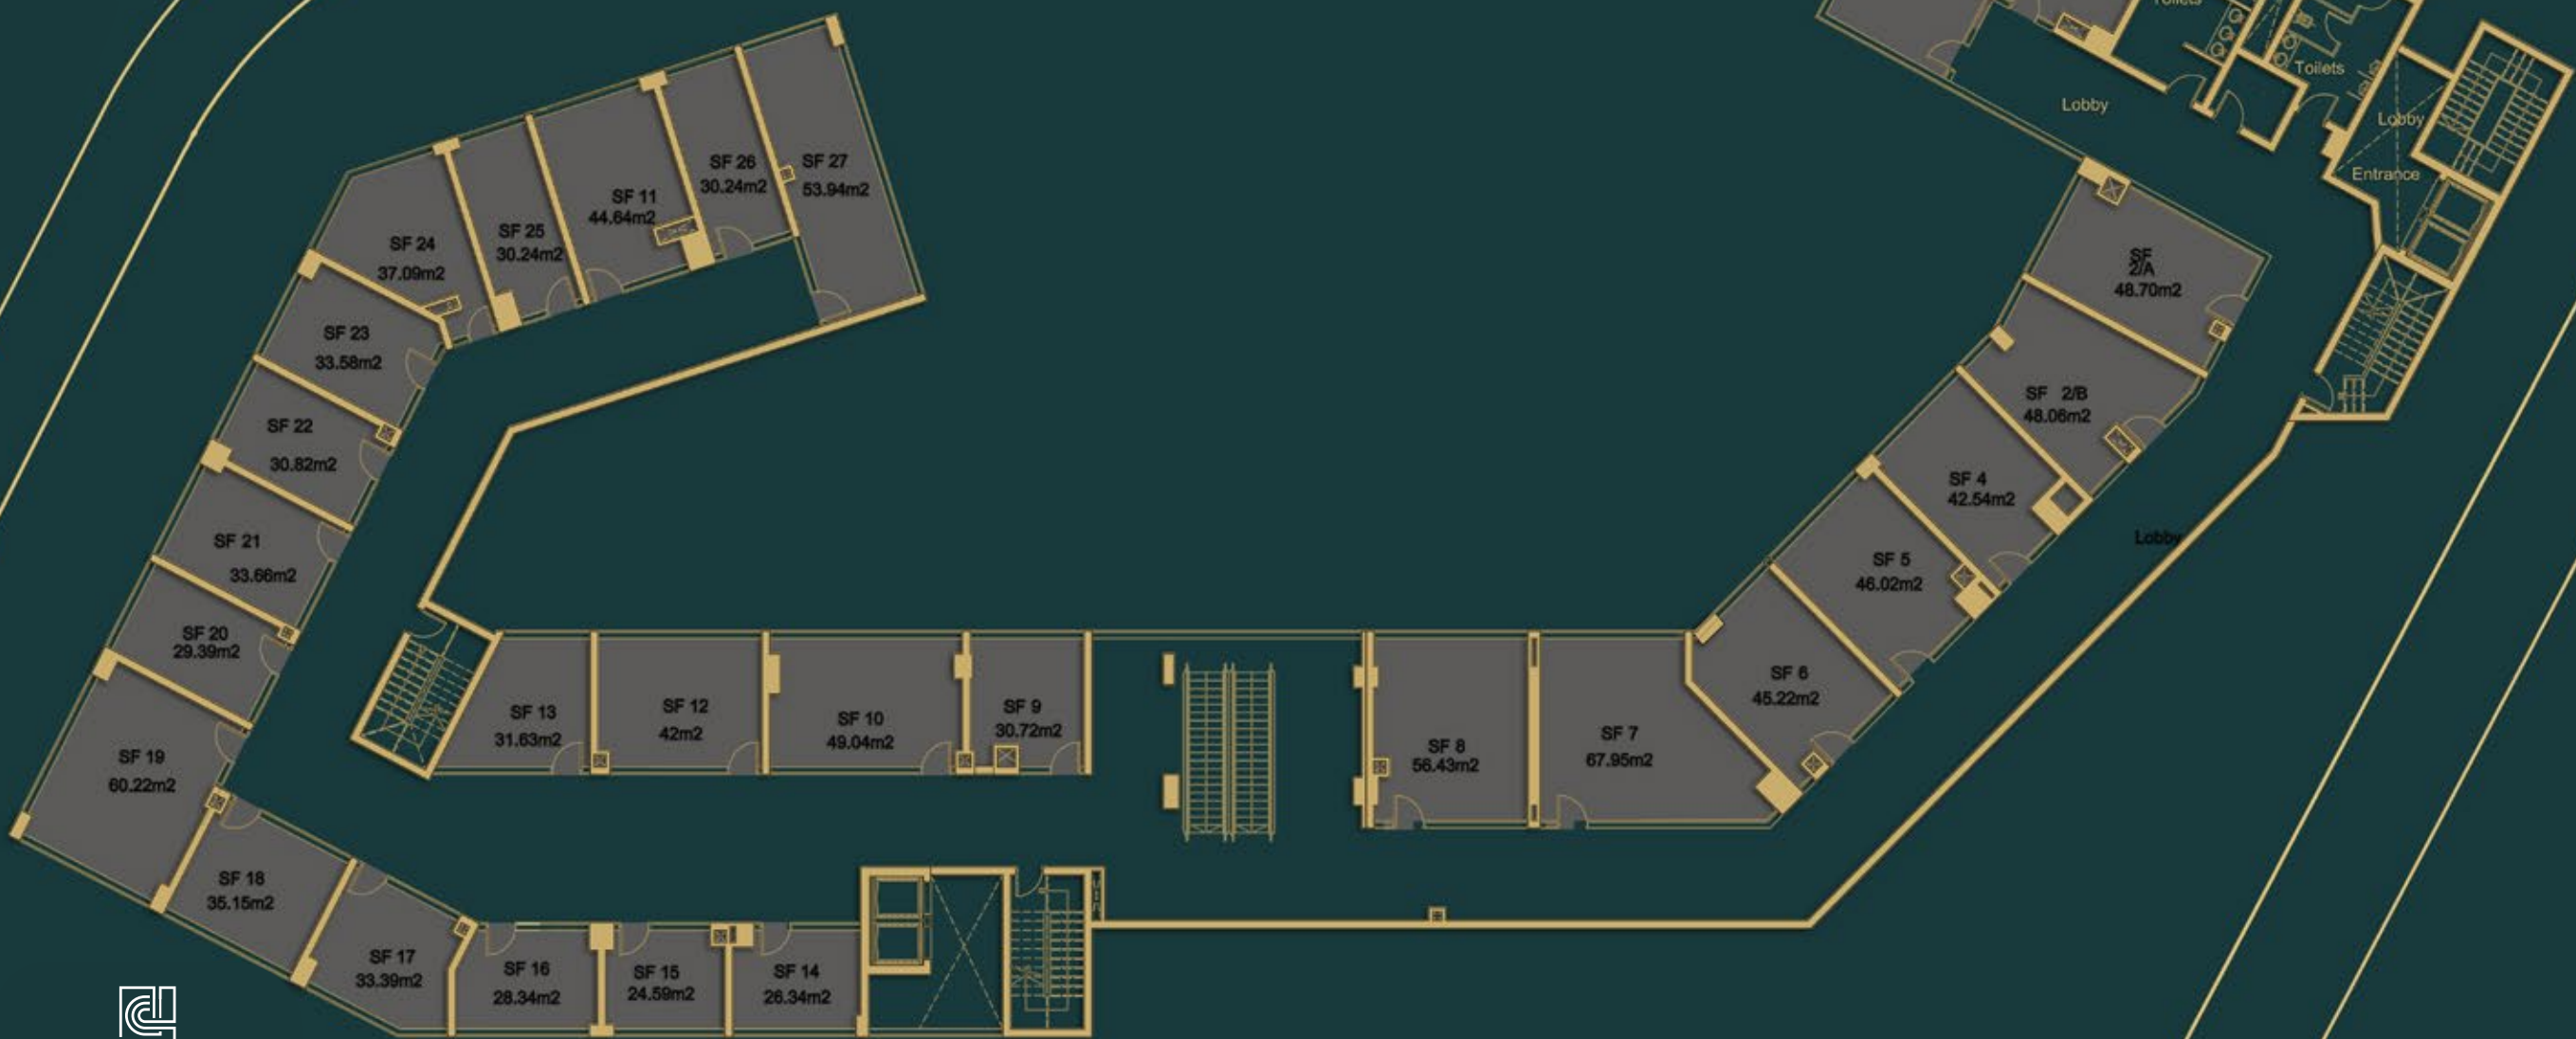 Toilets
Toilets
Lobby
Lobby
Entrance
SF 27
53.94m2
SF 26
30.24m2
SF 11
44.64m2
SF 25
30.24m2
SF 24
37.09m2
SF 23
33.58m2
SF 22
30.82m2
SF 21
33.66m2
SF 20
29.39m2
SF 19
60.22m2
SF 18
35.15m2
SF 17
33.39m2
SF 16
28.34m2
SF 15
24.59m2
SF 14
26.34m2
SF 13
31.63m2
SF 12
42m2
SF 10
49.04m2
SF 9
30.72m2
SF 8
56.43m2
SF 7
67.95m2
SF 6
45.22m2
SF 5
46.02m2
SF 4
42.54m2
SF 2/B
48.06m2
SF
2/A
48.70m2
Lobby